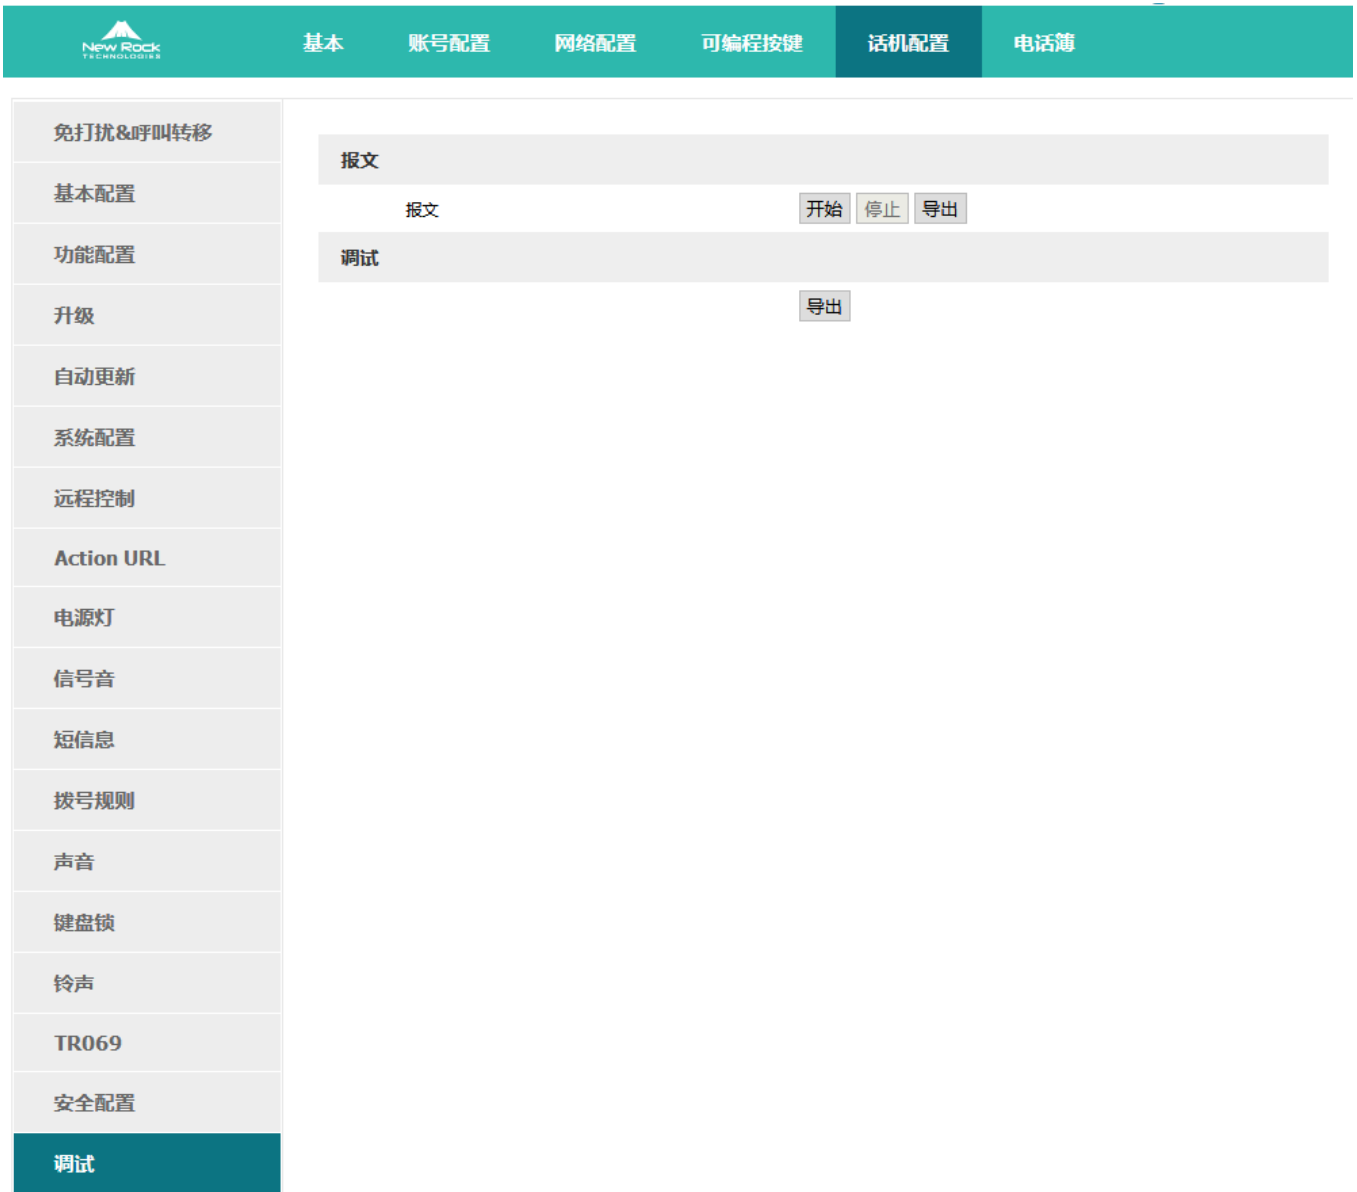 New Rock
TECHNOLOGIES
基本 账号配置 网络配置 可编程按键 话机配置 电话簿
免打扰&呼叫转移
基本配置
功能配置
升级
自动更新
系统配置
远程控制
Action URL
电源灯
信号音
短信息
拨号规则
声音
键盘锁
铃声
TR069
安全配置
调试
报文
报文 开始 停止 导出
调试
导出